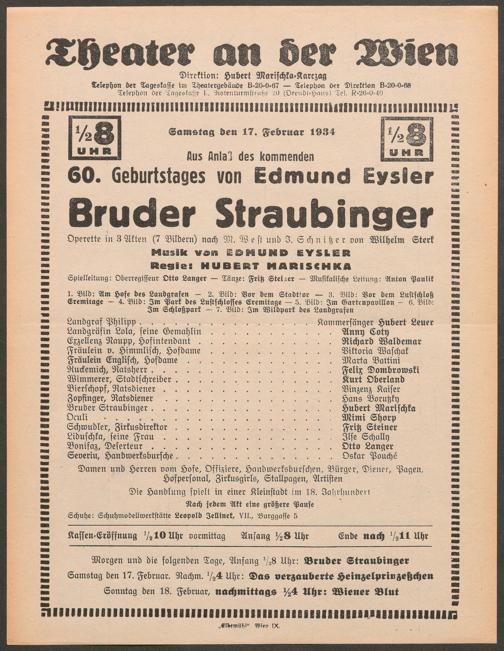 Theater an der Wien
Direktion: Hubert Marischka-Karczag
Telephon der Tageskasse im Theatergebäude B-20-0-67 — Telephon der Direktion B-20-0-68
Telephon der Tageskasse I., Rotenturmstraße 20 (Orendi-Haus) Tel. R-26-0-49
½8 UHR
Samstag den 17. Februar 1934
½8 UHR
Aus Anlaß des kommenden
60. Geburtstages von Edmund Eysler
Bruder Straubinger
Operette in 3 Akten (7 Bildern) nach M. West und J. Schnitzer von Wilhelm Sterk
Musik von EDMUND EYSLER
Regie: HUBERT MARISCHKA
Spielleitung: Oberregisseur Otto Langer — Tänze: Fritz Steiner — Musikalische Leitung: Anton Paulik
1. Bild: Am Hofe des Landgrafen — 2. Bild: Vor dem Stadttor — 3. Bild: Vor dem Lustschloß
Eremitage — 4. Bild: Im Park des Lustschlosses Eremitage — 5. Bild: Im Gartenpavillon — 6. Bild:
Im Schloßpark — 7. Bild: Im Wildpark des Landgrafen
Landgraf Philipp . . . Kammersänger Hubert Leuer
Landgräfin Lola, seine Gemahlin . . . Anny Coty
Exzellenz Naupp, Hofintendant . . . Richard Waldemar
Fräulein v. Himmlisch, Hofdame . . . Viktoria Waschak
Fräulein Englisch, Hofdame . . . Marta Battini
Ruckemich, Ratsherr . . . Felix Dombrowski
Wimmerer, Stadtschreiber . . . Kurt Oberland
Bierschopf, Ratsdiener . . . Vinzenz Kaiser
Zopfinger, Ratsdiener . . . Hans
Bruder Straubinger . . . Hubert Marischka
Oculi . . . Mimi Shorp
Schwudler, Zirkusdirektor . . . Fritz Steiner
Liduschka, seine Frau . . . Ilse Schally
Bonifaz, Deserteur . . . Otto Langer
Severin, Handwerksbursche . . . Oskar Pouché
Damen und Herren vom Hofe, Offiziere, Handwerksburschen, Bürger, Diener, Pagen,
Hofpersonal, Zirkusgirls, Stallpagen, Artisten
Die Handlung spielt in einer Kleinstadt im 18. Jahrhundert
Nach jedem Akt eine größere Pause
Schuhe: Schuhmodellwerkstätte Leopold Jellinek, VII., Burggasse 5
Kassen-Eröffnung ½10 Uhr vormittag Anfang ½8 Uhr Ende nach ½11 Uhr
Morgen und die folgenden Tage, Anfang ½8 Uhr: Bruder Straubinger
Samstag den 17. Februar. Nachm. ½4 Uhr: Das verzauberte Heinzelprinzeßchen
Sonntag den 18. Februar, nachmittags ½4 Uhr: Wiener Blut
„Elbemühl" Wien IX.